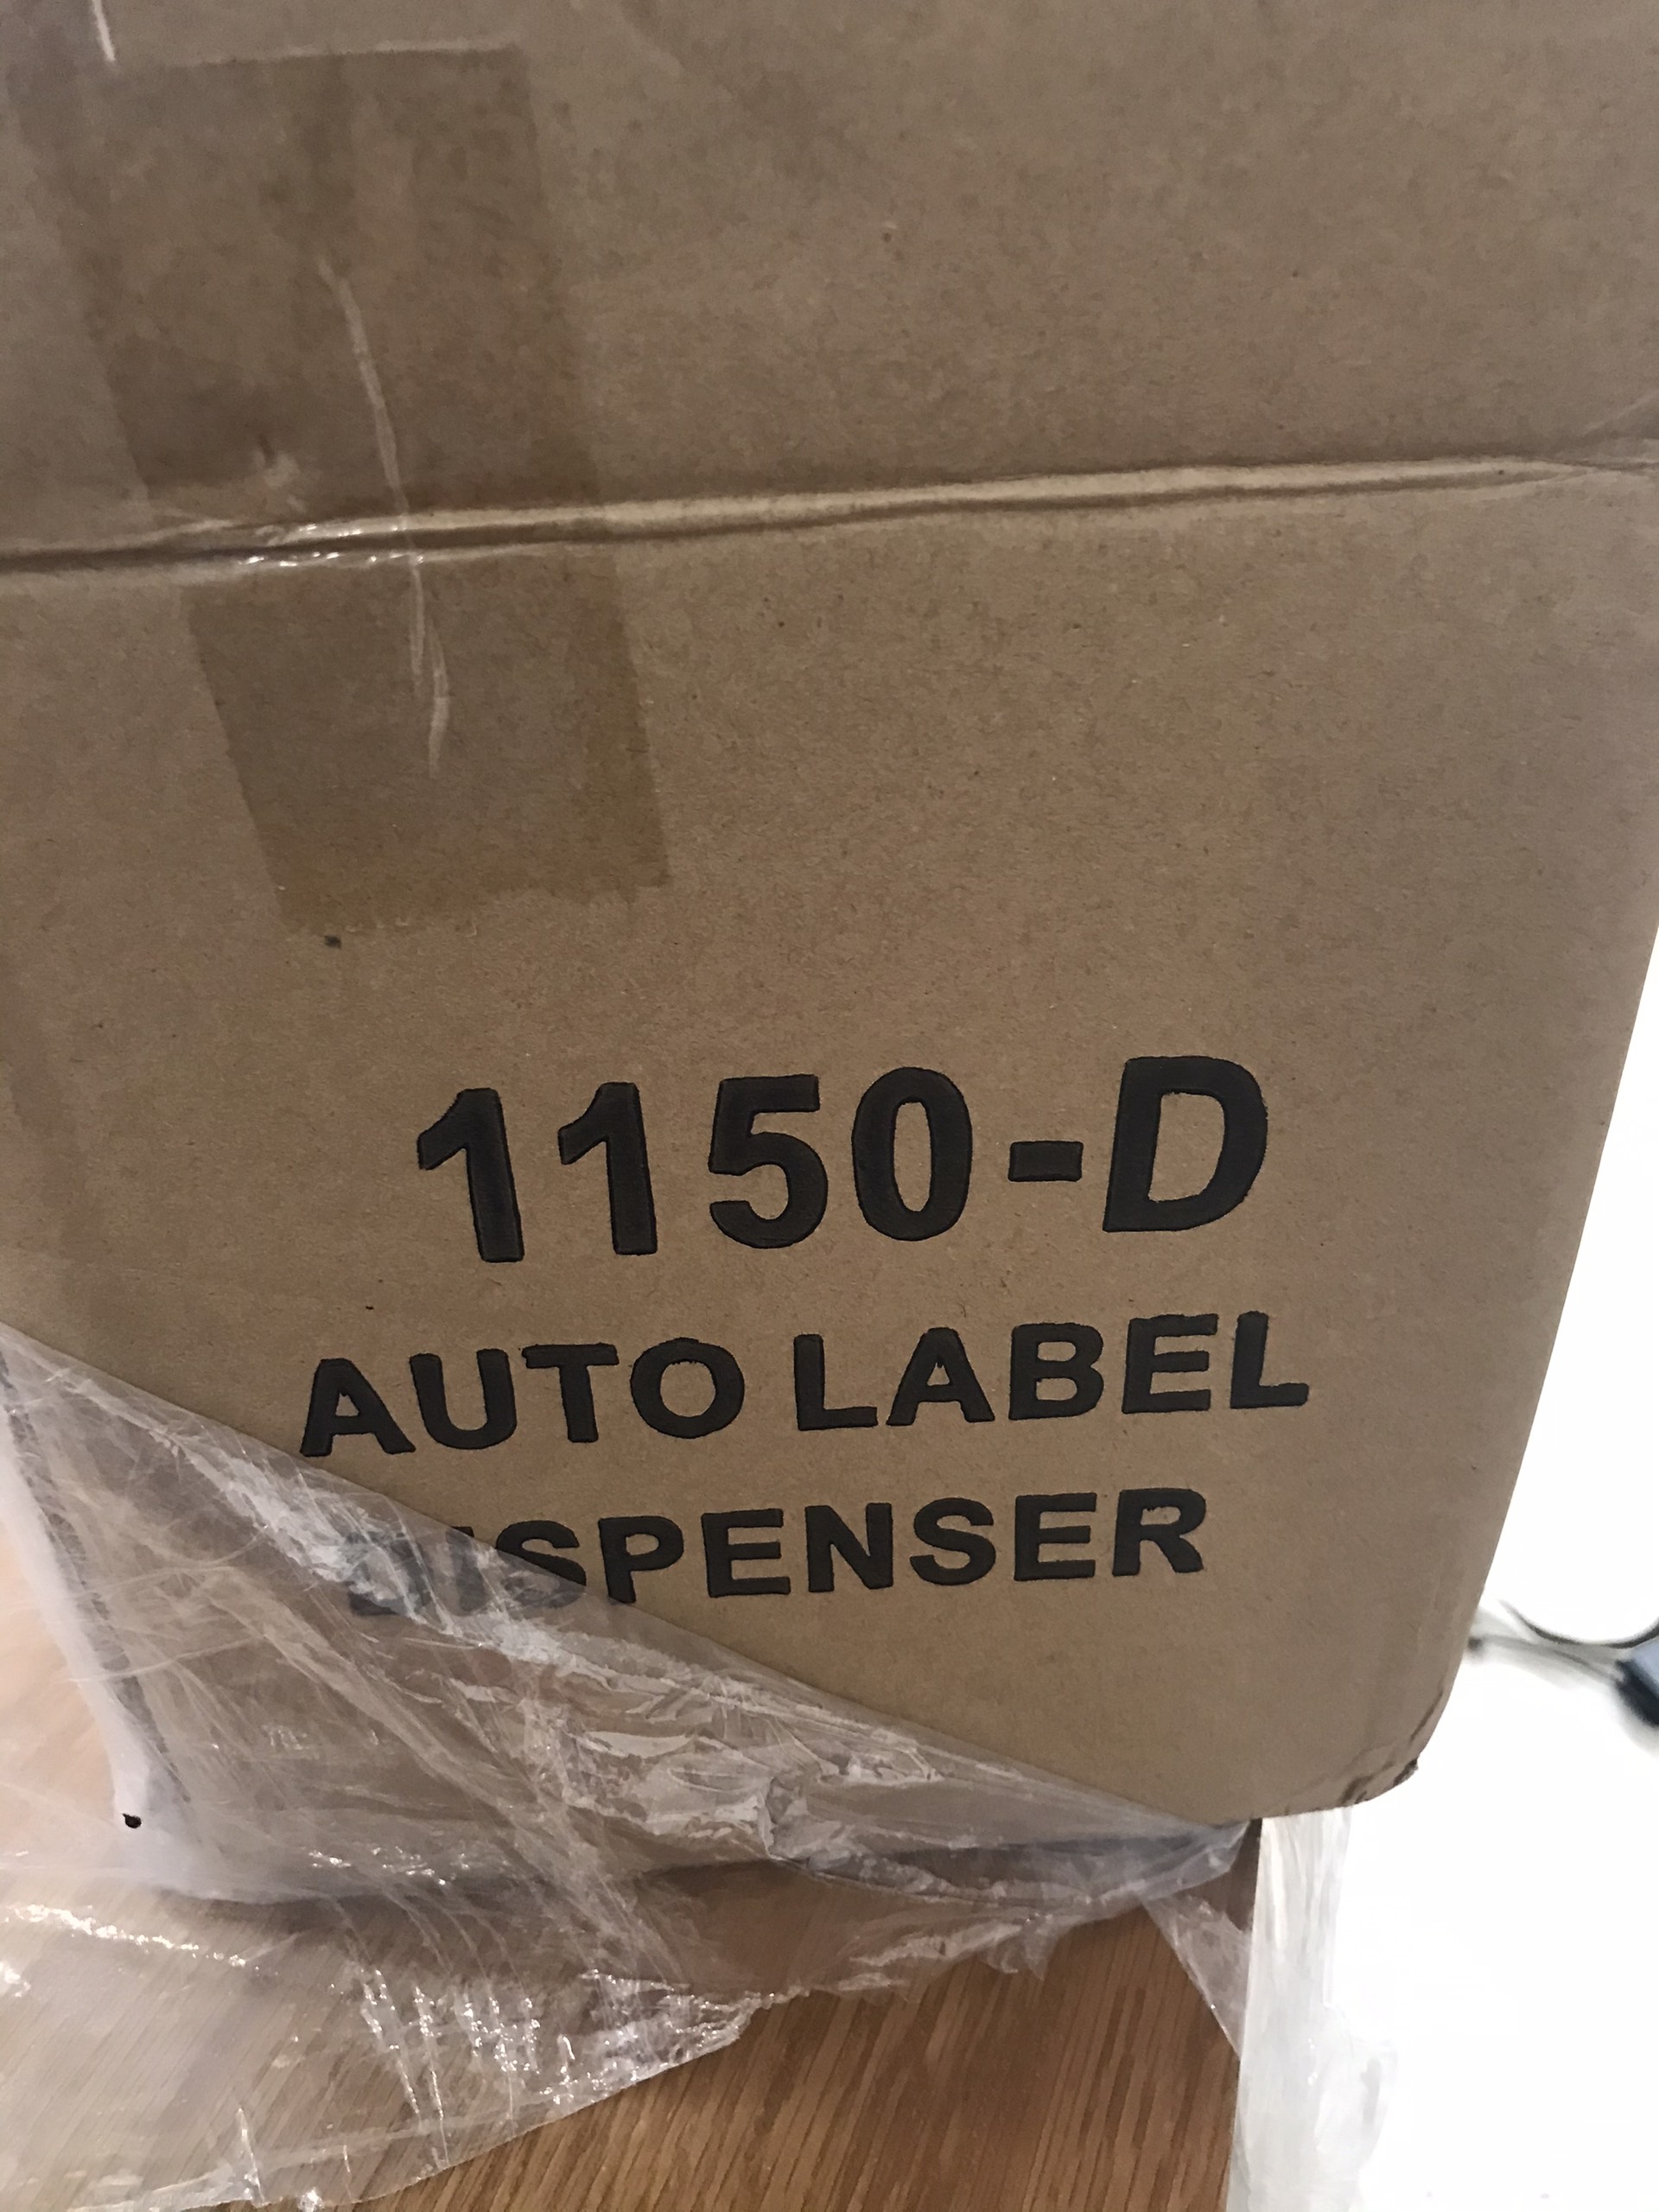 1150-D
AUTO LABEL
DISPENSER